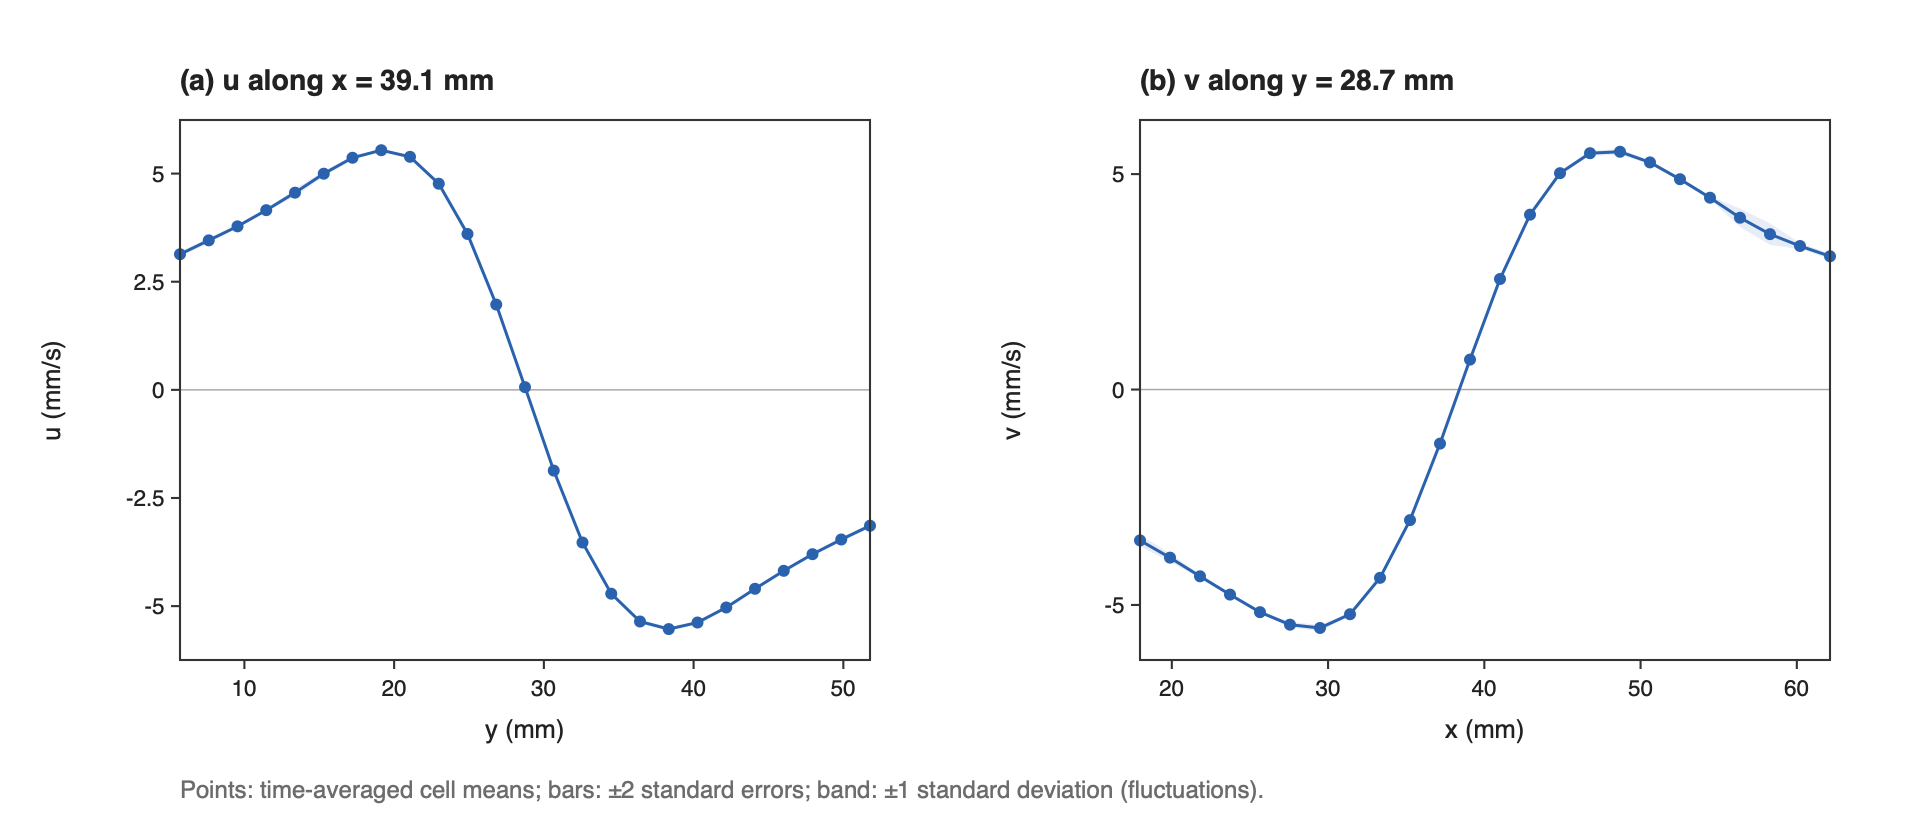 (a) u along x = 39.1 mm
(b) v along y = 28.7 mm
5
2.5
0
-2.5
-5
u (mm/s)
10 20 30 40 50
y (mm)
5
0
-5
v (mm/s)
20 30 40 50 60
x (mm)
Points: time-averaged cell means; bars: ±2 standard errors; band: ±1 standard deviation (fluctuations).